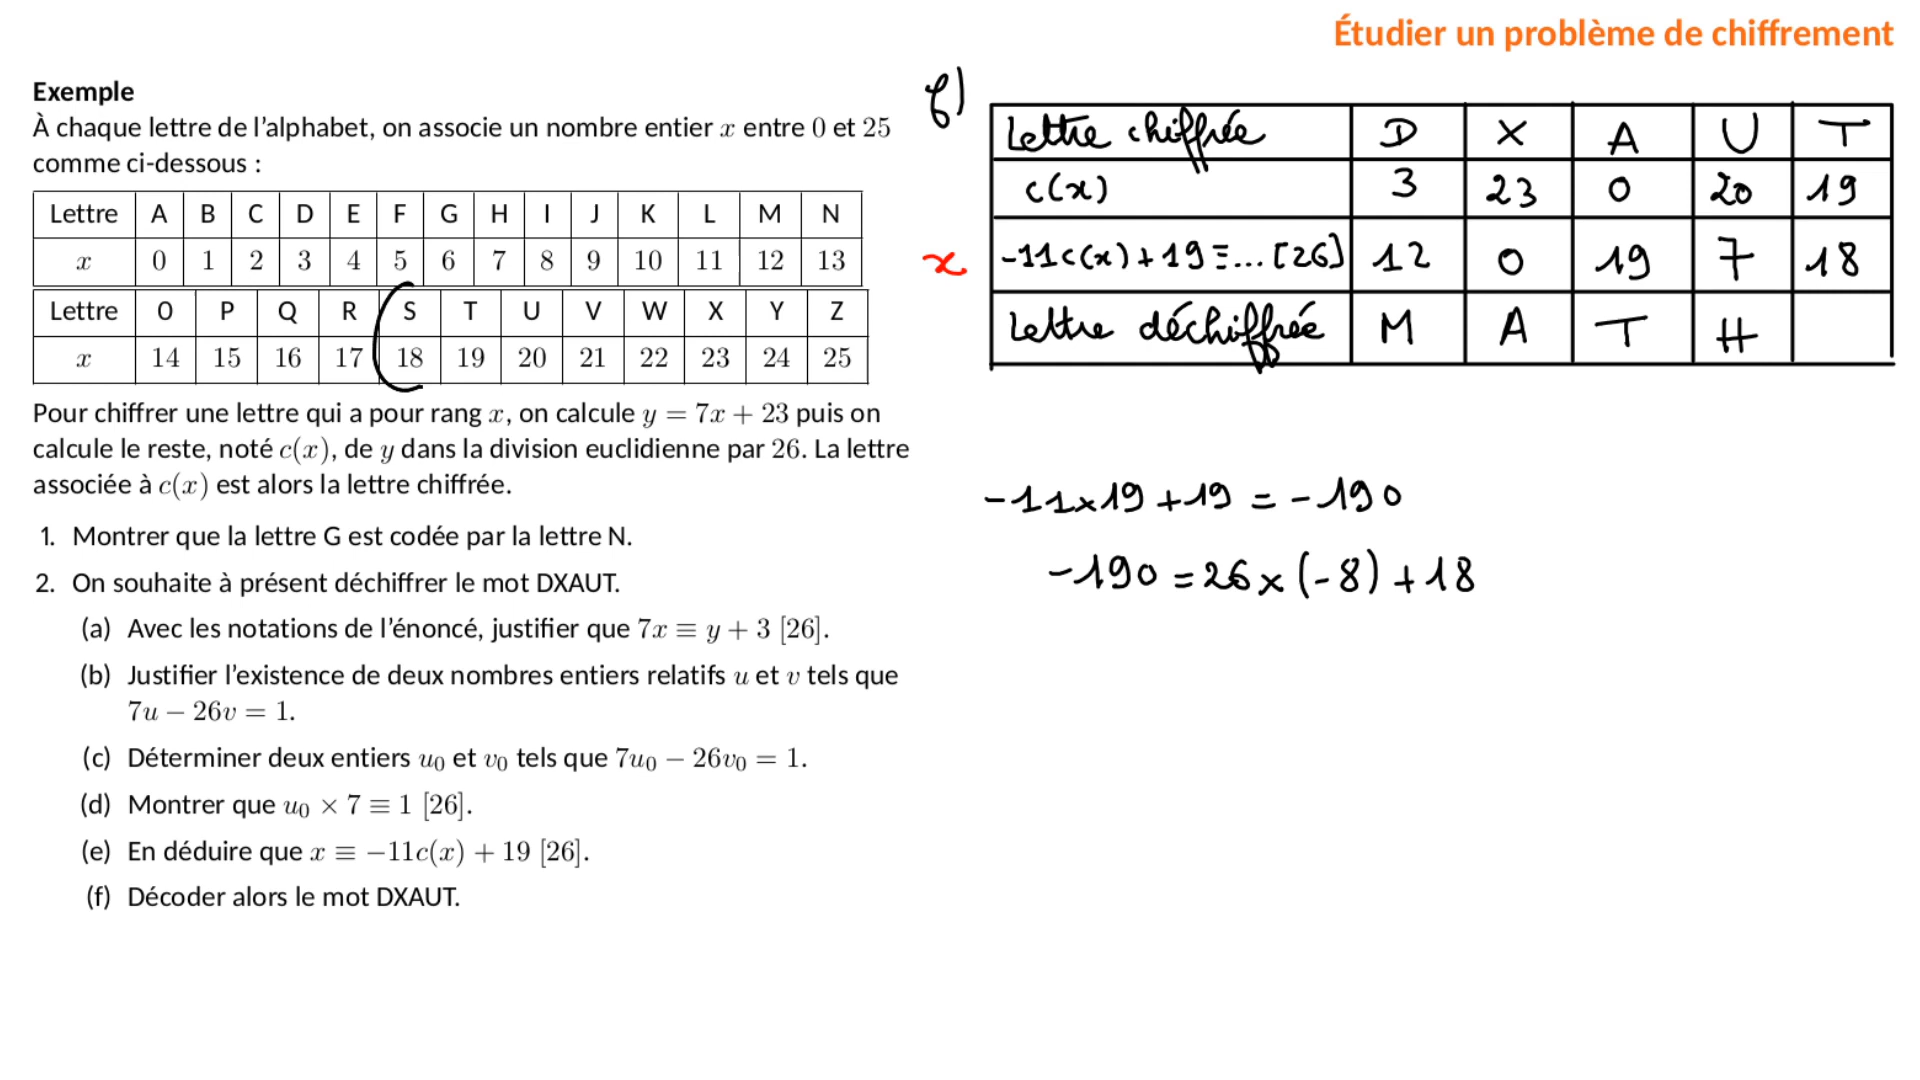 Étudier un problème de chiffrement
Exemple
À chaque lettre de l'alphabet, on associe un nombre entier x entre 0 et 25
comme ci-dessous :
Lettre A B C D E F G H I J K L M N
x 0 1 2 3 4 5 6 7 8 9 10 11 12 13
Lettre O P Q R S T U V W X Y Z
x 14 15 16 17 18 19 20 21 22 23 24 25
Pour chiffrer une lettre qui a pour rang x, on calcule y = 7x + 23 puis on
calcule le reste, noté c(x), de y dans la division euclidienne par 26. La lettre
associée à c(x) est alors la lettre chiffrée.
1. Montrer que la lettre G est codée par la lettre N.
2. On souhaite à présent déchiffrer le mot DXAUT.
(a) Avec les notations de l'énoncé, justifier que 7x ≡ y + 3 [26].
(b) Justifier l'existence de deux nombres entiers relatifs u et v tels que
7u − 26v = 1.
(c) Déterminer deux entiers u₀ et v₀ tels que 7u₀ − 26v₀ = 1.
(d) Montrer que u₀ × 7 ≡ 1 [26].
(e) En déduire que x ≡ −11c(x) + 19 [26].
(f) Décoder alors le mot DXAUT.
f)
Lettre chiffrée D X A U T
c(x) 3 23 0 20 19
x -11c(x)+19≡...[26] 12 0 19 7 18
Lettre déchiffrée M A T H
-11×19+19 = -190
-190 = 26×(-8)+18